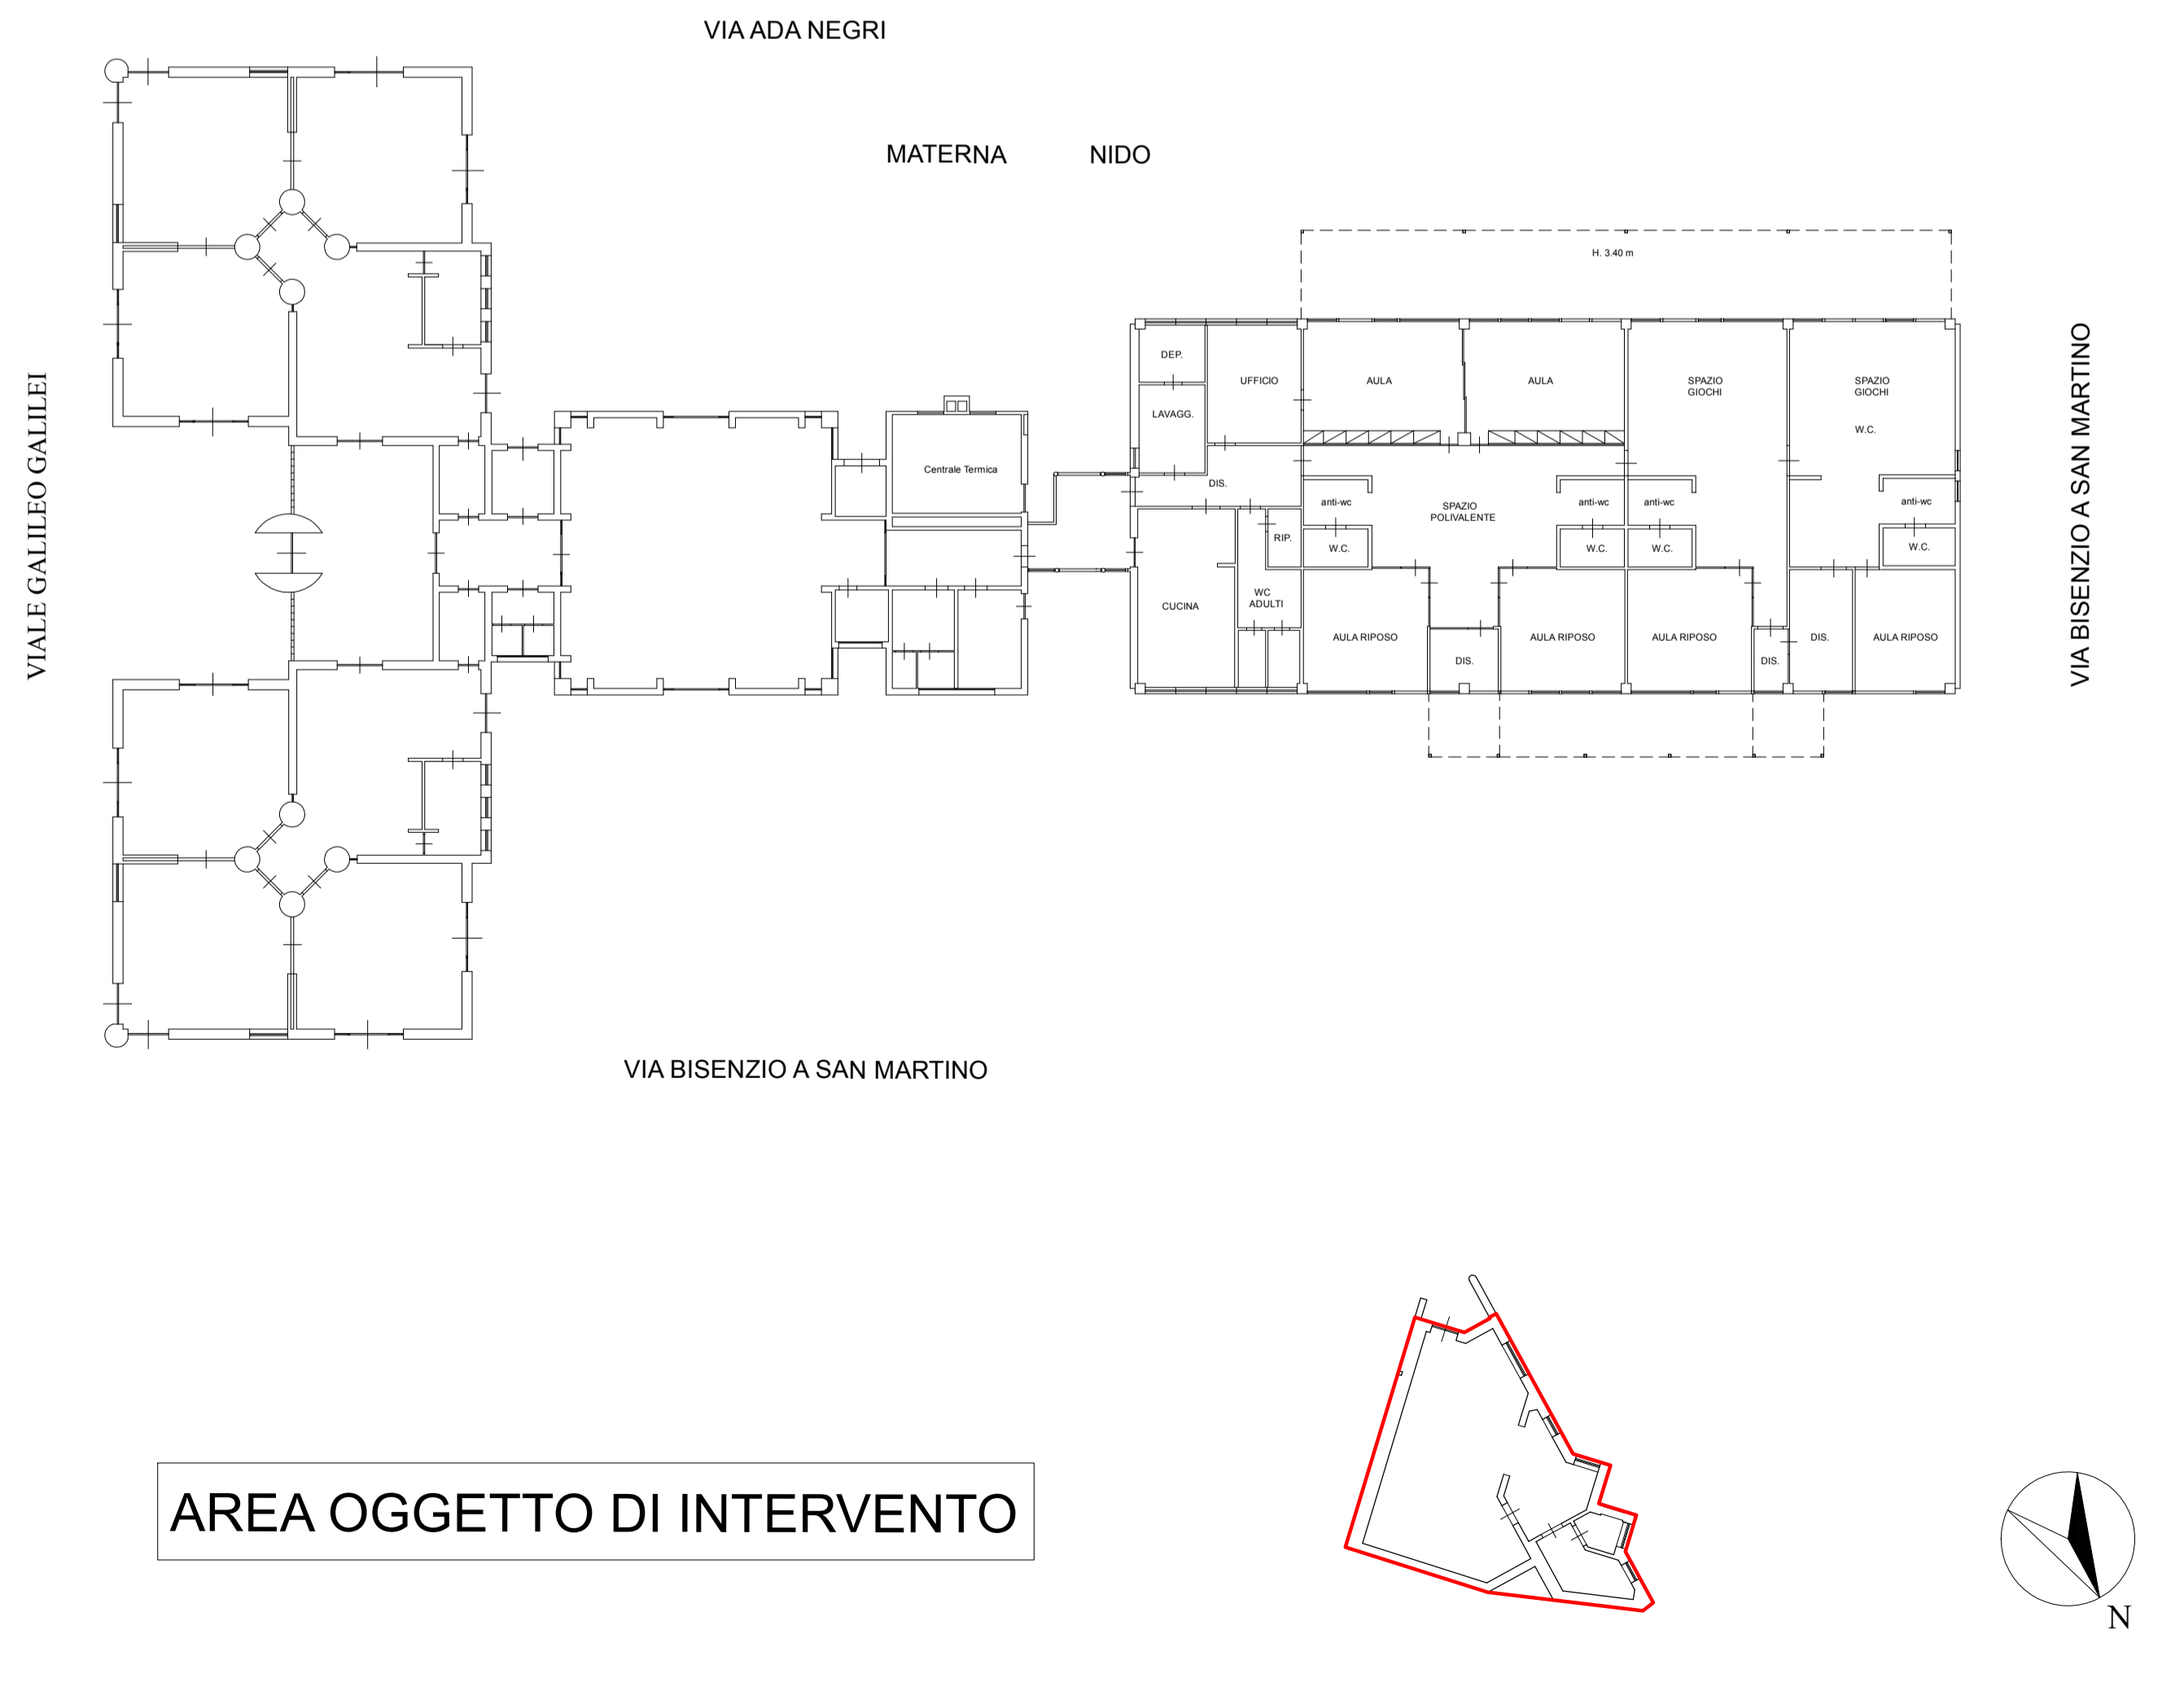 VIA ADA NEGRI
MATERNA
NIDO
H. 3.40 m
VIALE GALILEO GALILEI
VIA BISENZIO A SAN MARTINO
DEP.
UFFICIO
AULA
AULA
SPAZIO
GIOCHI
SPAZIO
GIOCHI
LAVAGG.
W.C.
Centrale Termica
DIS.
anti-wc
SPAZIO
POLIVALENTE
anti-wc
anti-wc
anti-wc
RIP.
W.C.
W.C.
W.C.
W.C.
CUCINA
WC
ADULTI
AULA RIPOSO
AULA RIPOSO
AULA RIPOSO
DIS.
AULA RIPOSO
DIS.
DIS.
VIA BISENZIO A SAN MARTINO
AREA OGGETTO DI INTERVENTO
N